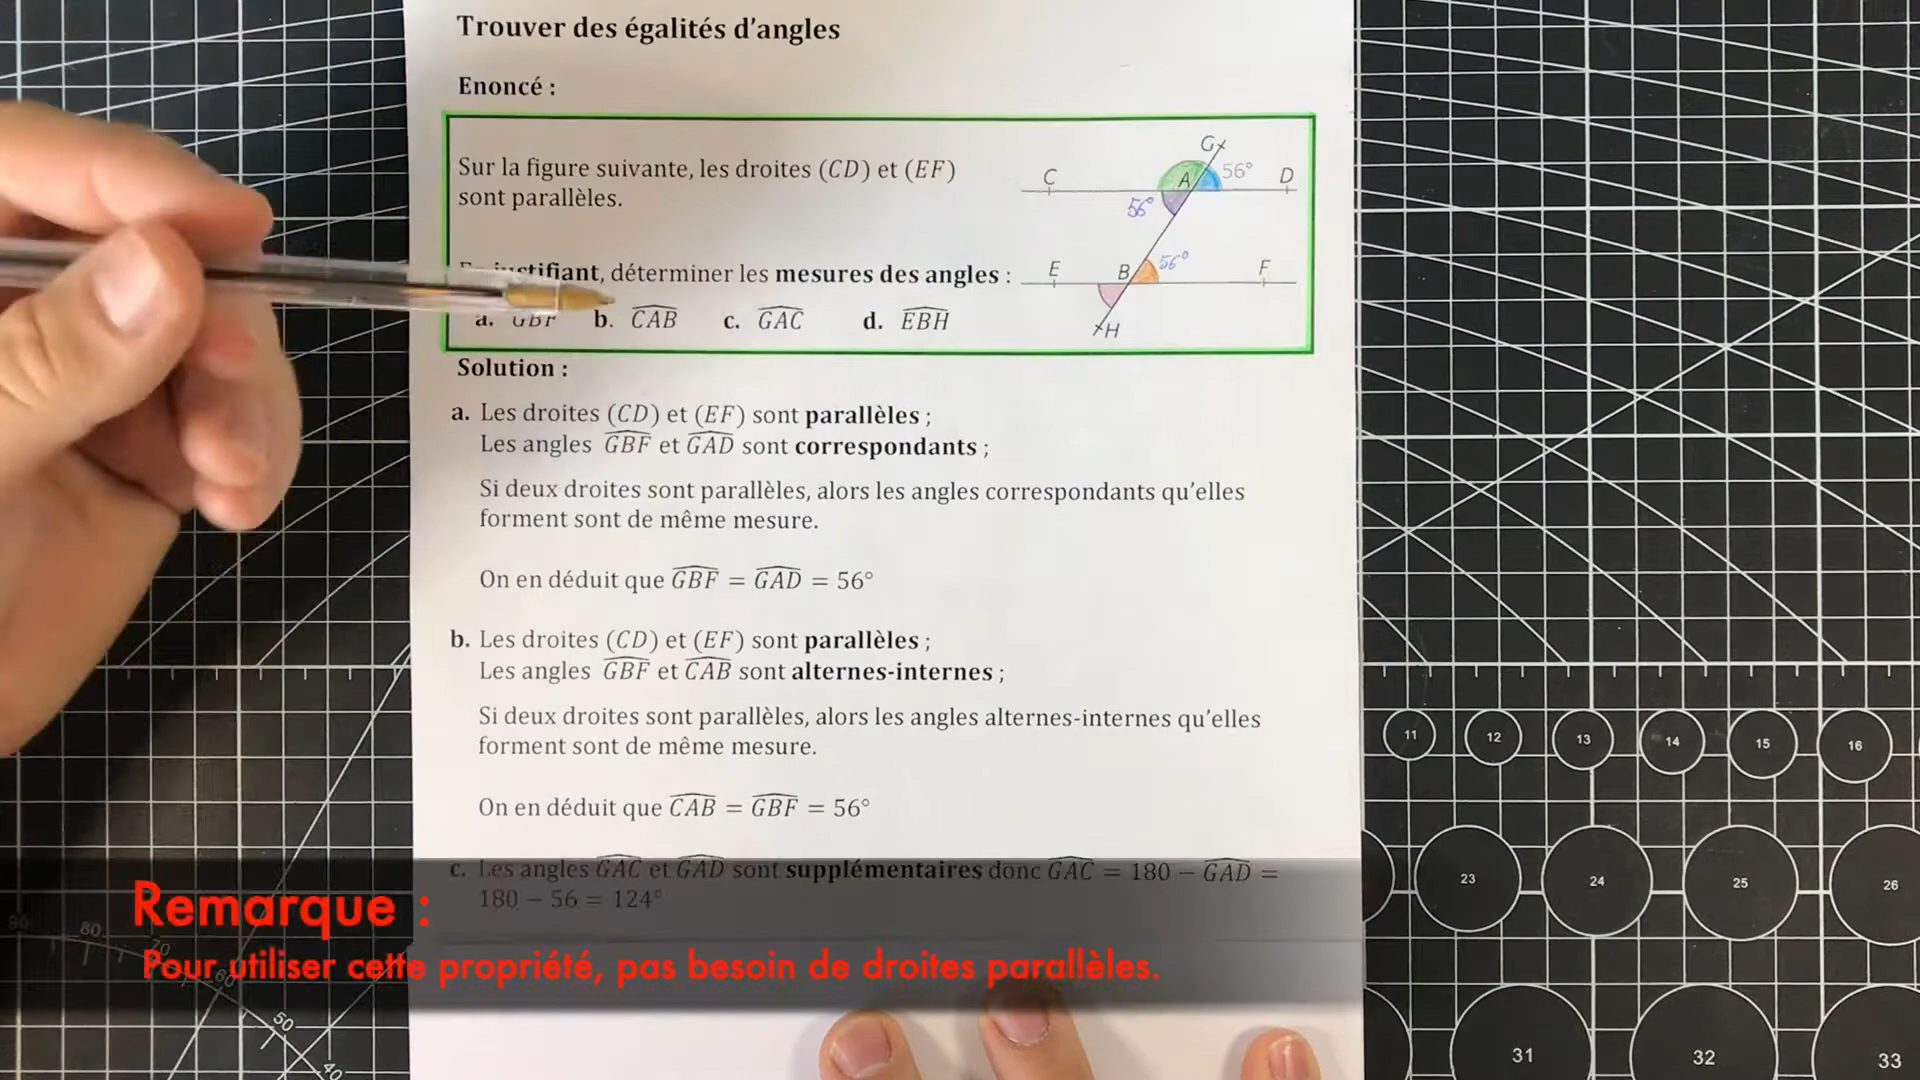 Trouver des égalités d'angles
Enoncé :
Sur la figure suivante, les droites (CD) et (EF)
sont parallèles.
justifiant, déterminer les mesures des angles :
a. GBF b. CAB c. GAC d. EBH
G
56°
C
A
D
56°
E
B
56°
F
H
Solution :
a. Les droites (CD) et (EF) sont parallèles ;
Les angles GBF et GAD sont correspondants ;
Si deux droites sont parallèles, alors les angles correspondants qu'elles
forment sont de même mesure.
On en déduit que GBF = GAD = 56°
b. Les droites (CD) et (EF) sont parallèles ;
Les angles GBF et CAB sont alternes-internes ;
Si deux droites sont parallèles, alors les angles alternes-internes qu'elles
forment sont de même mesure.
On en déduit que CAB = GBF = 56°
c. Les angles GAC et GAD sont supplémentaires donc GAC = 180 − GAD =
180 − 56 = 124°
Remarque :
Pour utiliser cette propriété, pas besoin de droites parallèles.
11 12 13 14 15 16
23 24 25 26
31 32 33
80 70 60 50 40